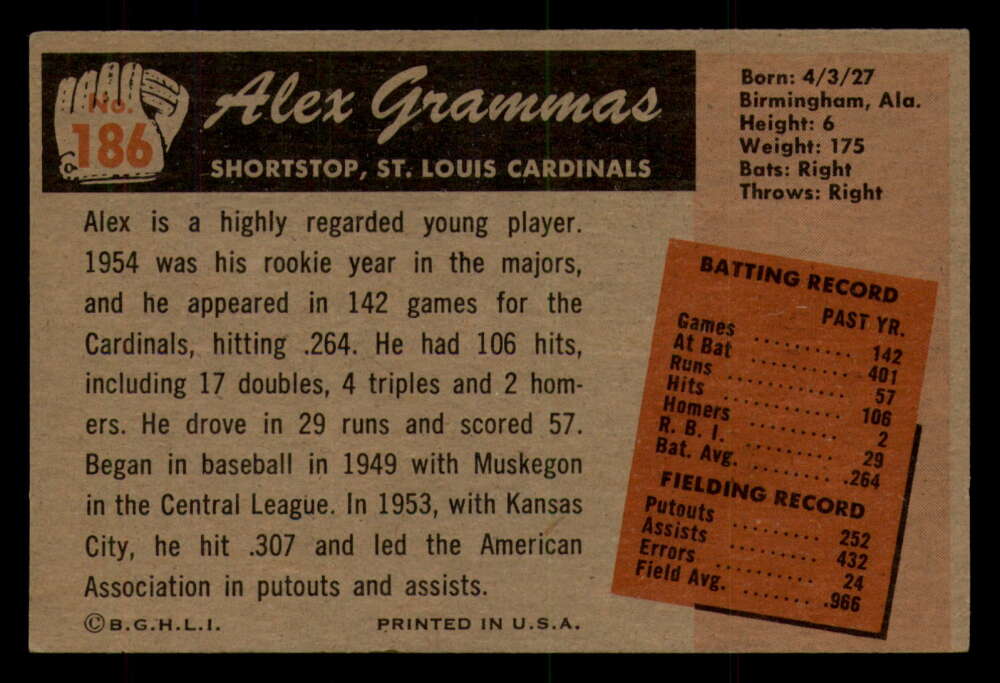 No.
186
Alex Grammas
SHORTSTOP, ST. LOUIS CARDINALS
Born: 4/3/27
Birmingham, Ala.
Height: 6
Weight: 175
Bats: Right
Throws: Right
Alex is a highly regarded young player.
1954 was his rookie year in the majors,
and he appeared in 142 games for the
Cardinals, hitting .264. He had 106 hits,
including 17 doubles, 4 triples and 2 hom-
ers. He drove in 29 runs and scored 57.
Began in baseball in 1949 with Muskegon
in the Central League. In 1953, with Kansas
City, he hit .307 and led the American
Association in putouts and assists.
BATTING RECORD
PAST YR.
Games .......... 142
At Bat .......... 401
Runs .......... 57
Hits .......... 106
Homers .......... 2
R. B. I. .......... 29
Bat. Avg. .......... .264
FIELDING RECORD
Putouts .......... 252
Assists .......... 432
Errors .......... 24
Field Avg. .......... .966
©B.G.H.L.I.
PRINTED IN U.S.A.